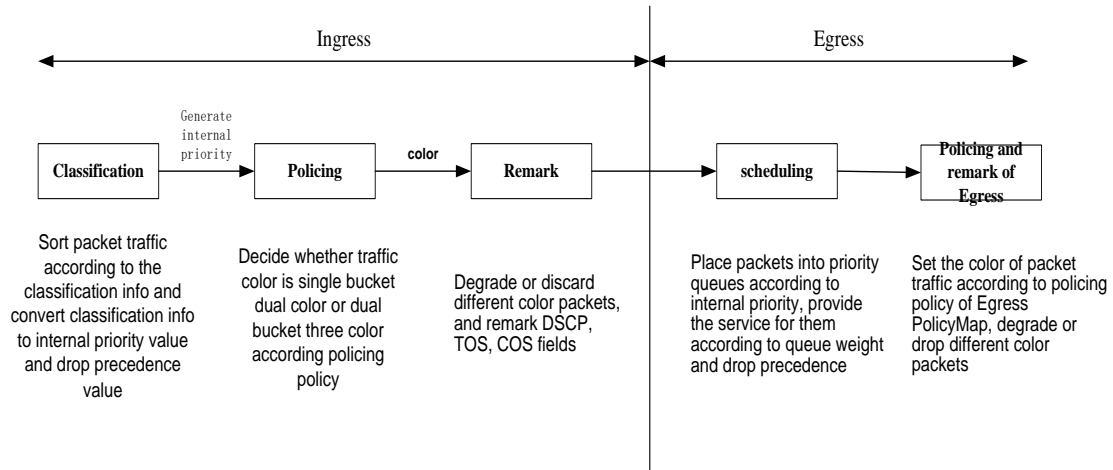 Ingress
Egress
Generate
internal
priority
color
Classification
Policing
Remark
scheduling
Policing and
remark of
Egress
Sort packet traffic
according to the
classification info and
convert classification info
to internal priority value
and drop precedence
value
Decide whether traffic
color is single bucket
dual color or dual
bucket three color
according policing
policy
Degrade or discard
different color packets,
and remark DSCP,
TOS, COS fields
Place packets into priority
queues according to
internal priority, provide
the service for them
according to queue weight
and drop precedence
Set the color of packet
traffic according to policing
policy of Egress
PolicyMap, degrade or
drop different color
packets